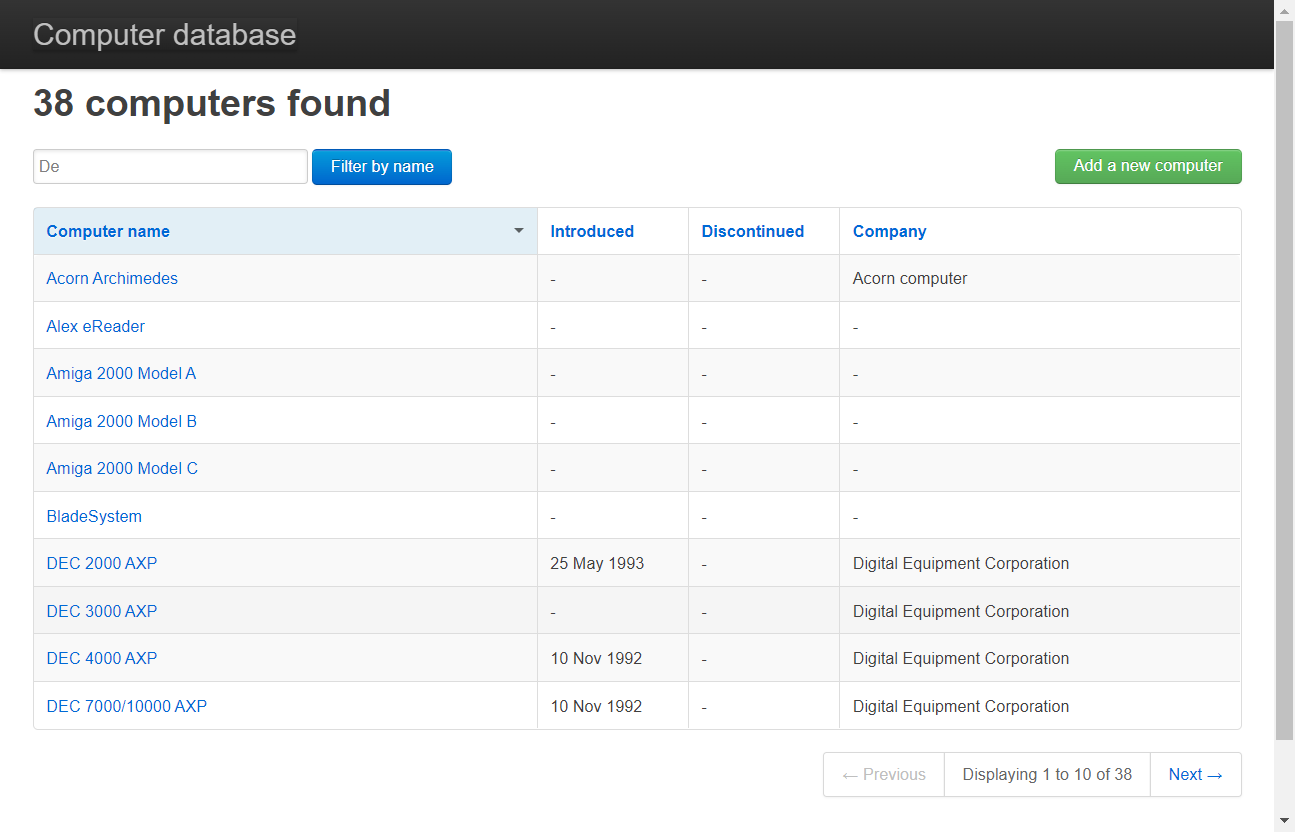 Computer database
38 computers found
De Filter by name Add a new computer
Computer name Introduced Discontinued Company
Acorn Archimedes - - Acorn computer
Alex eReader - - -
Amiga 2000 Model A - - -
Amiga 2000 Model B - - -
Amiga 2000 Model C - - -
BladeSystem - - -
DEC 2000 AXP 25 May 1993 - Digital Equipment Corporation
DEC 3000 AXP - - Digital Equipment Corporation
DEC 4000 AXP 10 Nov 1992 - Digital Equipment Corporation
DEC 7000/10000 AXP 10 Nov 1992 - Digital Equipment Corporation
← Previous Displaying 1 to 10 of 38 Next →